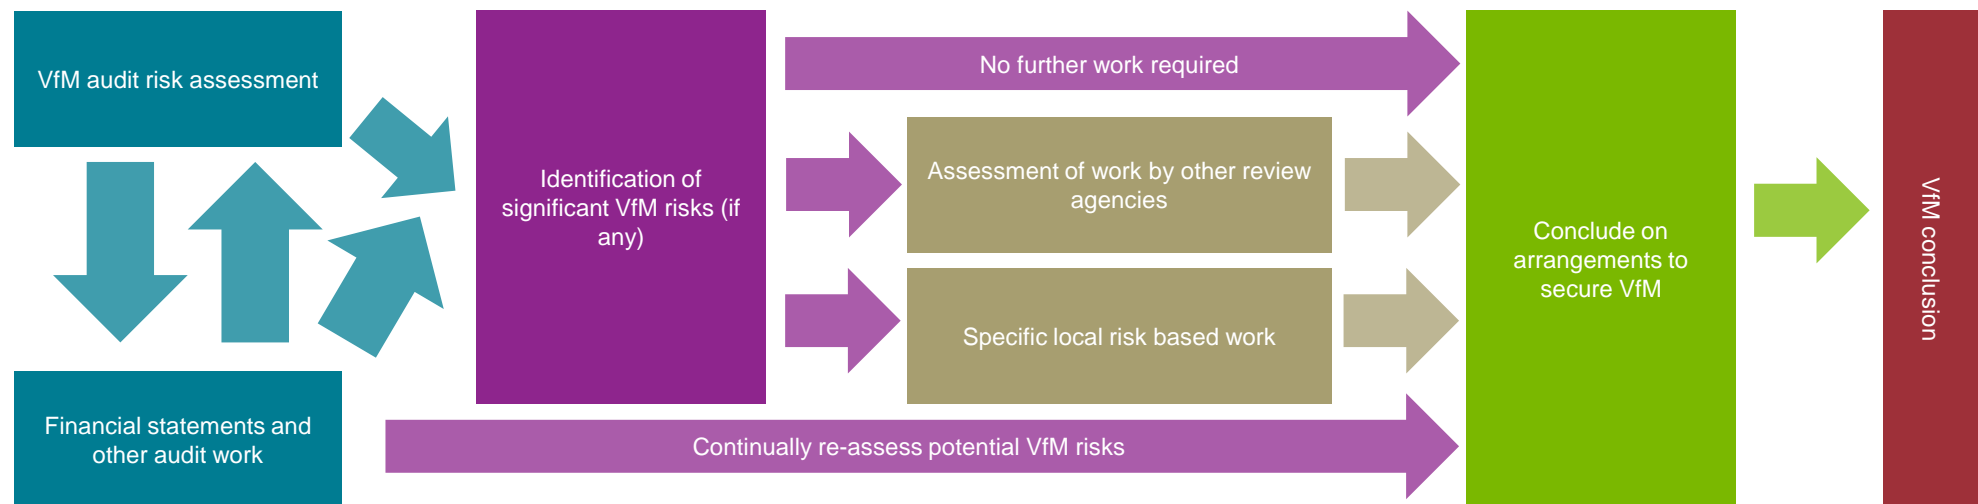 VfM audit risk assessment
Financial statements and
other audit work
Identification of
significant VfM risks (if
any)
No further work required
Assessment of work by other review
agencies
Specific local risk based work
Continually re-assess potential VfM risks
Conclude on
arrangements to
secure VfM
VfM conclusion